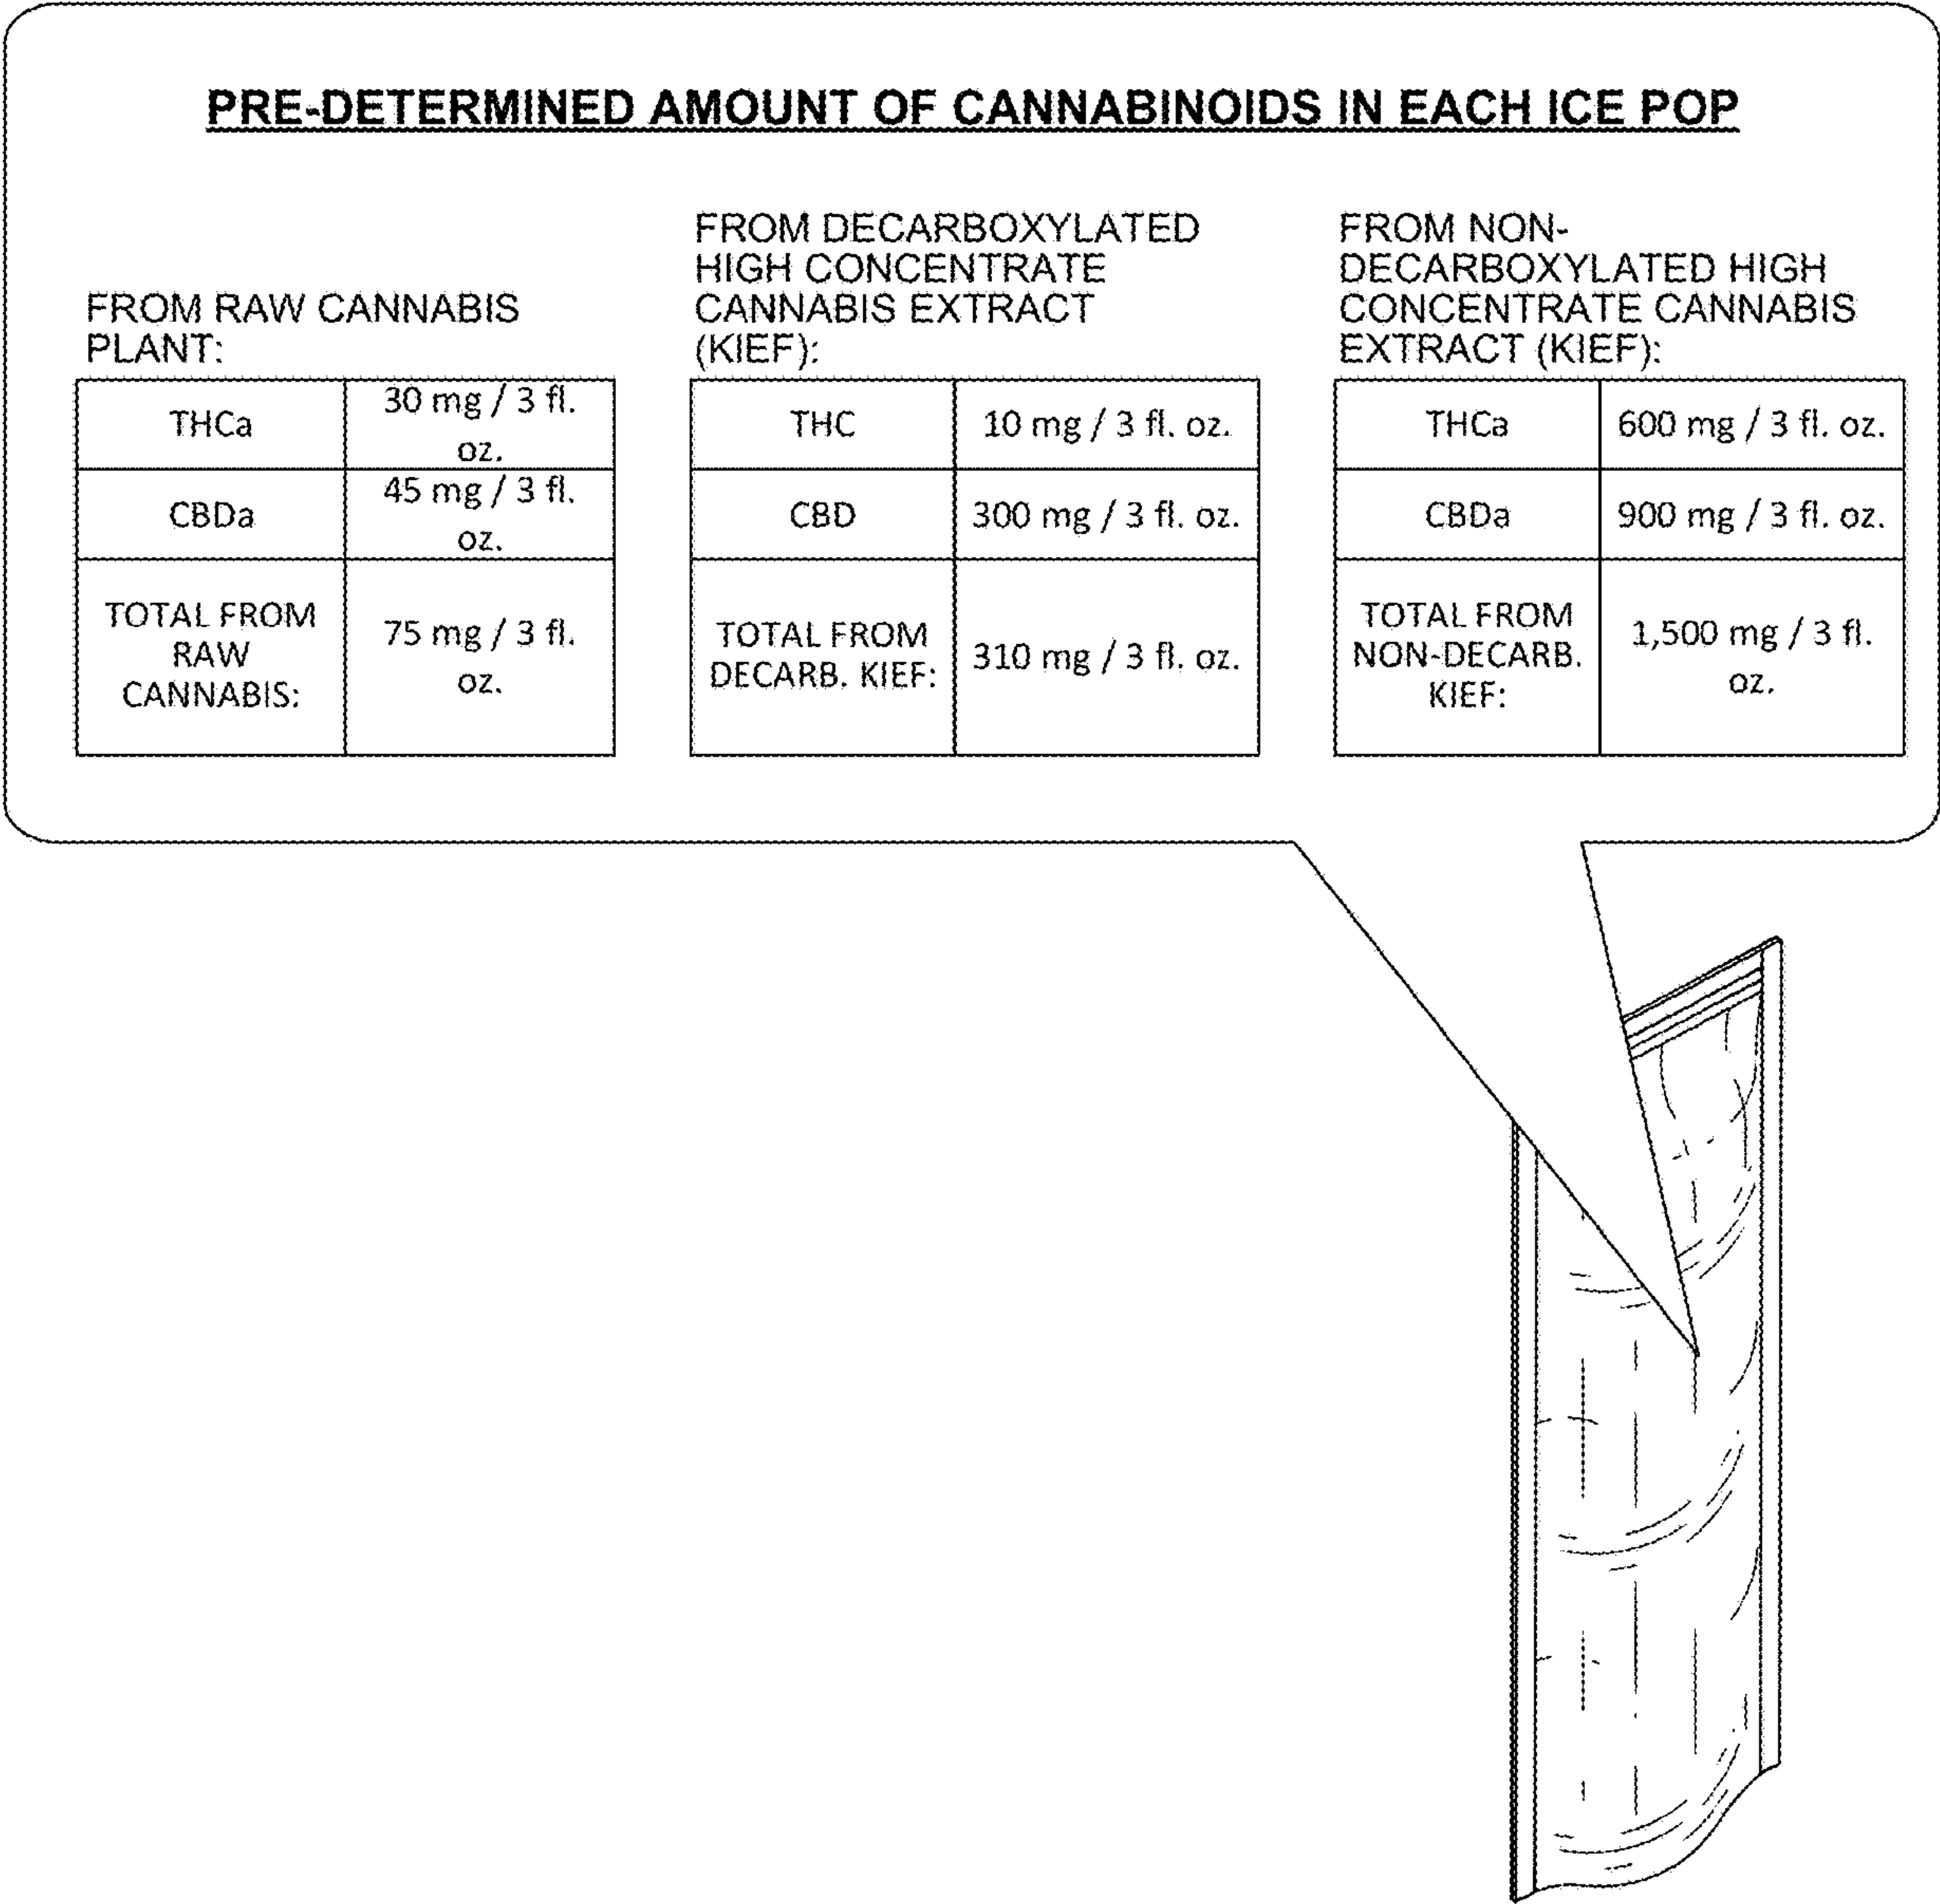 PRE-DETERMINED AMOUNT OF CANNABINOIDS IN EACH ICE POP
FROM RAW CANNABIS
PLANT:
THCa
30 mg / 3 fl.
oz.
CBDa
45 mg / 3 fl.
oz.
TOTAL FROM
RAW
CANNABIS:
75 mg / 3 fl.
oz.
FROM DECARBOXYLATED
HIGH CONCENTRATE
CANNABIS EXTRACT
(KIEF):
THC
10 mg / 3 fl. oz.
CBD
300 mg / 3 fl. oz.
TOTAL FROM
DECARB. KIEF:
310 mg / 3 fl. oz.
FROM NON-
DECARBOXYLATED HIGH
CONCENTRATE CANNABIS
EXTRACT (KIEF):
THCa
600 mg / 3 fl. oz.
CBDa
900 mg / 3 fl. oz.
TOTAL FROM
NON-DECARB.
KIEF:
1,500 mg / 3 fl.
oz.